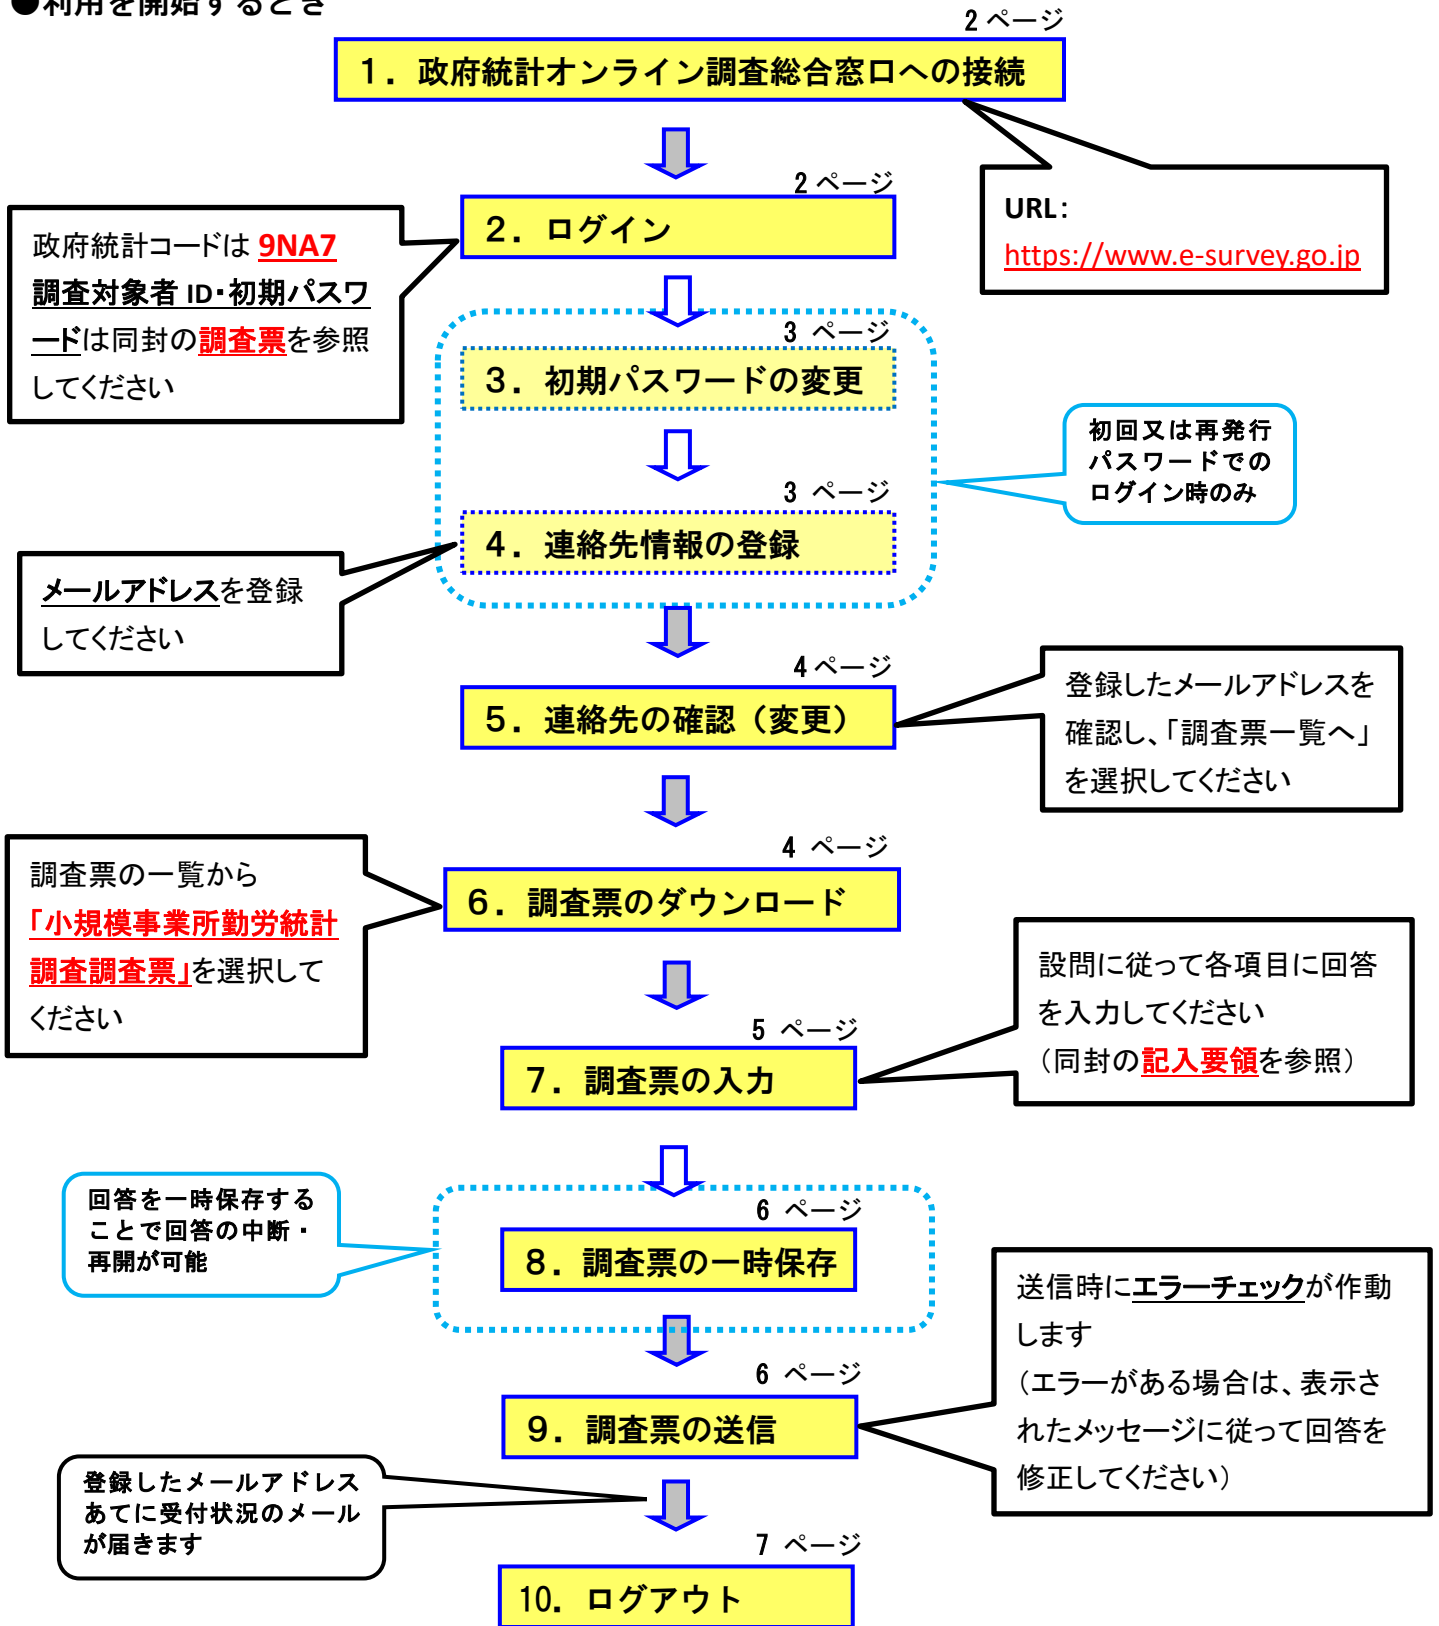 ●利用を開始するとき
2 ページ
１．政府統計オンライン調査総合窓口への接続
URL：
https://www.e-survey.go.jp
2 ページ
２．ログイン
政府統計コードは 9NA7
調査対象者 ID・初期パスワ
ードは同封の調査票を参照
してください
3 ページ
３．初期パスワードの変更
初回又は再発行
パスワードでの
ログイン時のみ
3 ページ
４．連絡先情報の登録
メールアドレスを登録
してください
4 ページ
５．連絡先の確認（変更）
登録したメールアドレスを
確認し、「調査票一覧へ」
を選択してください
4 ページ
６．調査票のダウンロード
調査票の一覧から
「小規模事業所勤労統計
調査調査票」を選択して
ください
5 ページ
７．調査票の入力
設問に従って各項目に回答
を入力してください
（同封の記入要領を参照）
6 ページ
８．調査票の一時保存
回答を一時保存する
ことで回答の中断・
再開が可能
6 ページ
９．調査票の送信
送信時にエラーチェックが作動
します
（エラーがある場合は、表示さ
れたメッセージに従って回答を
修正してください）
登録したメールアドレス
あてに受付状況のメール
が届きます
7 ページ
10．ログアウト